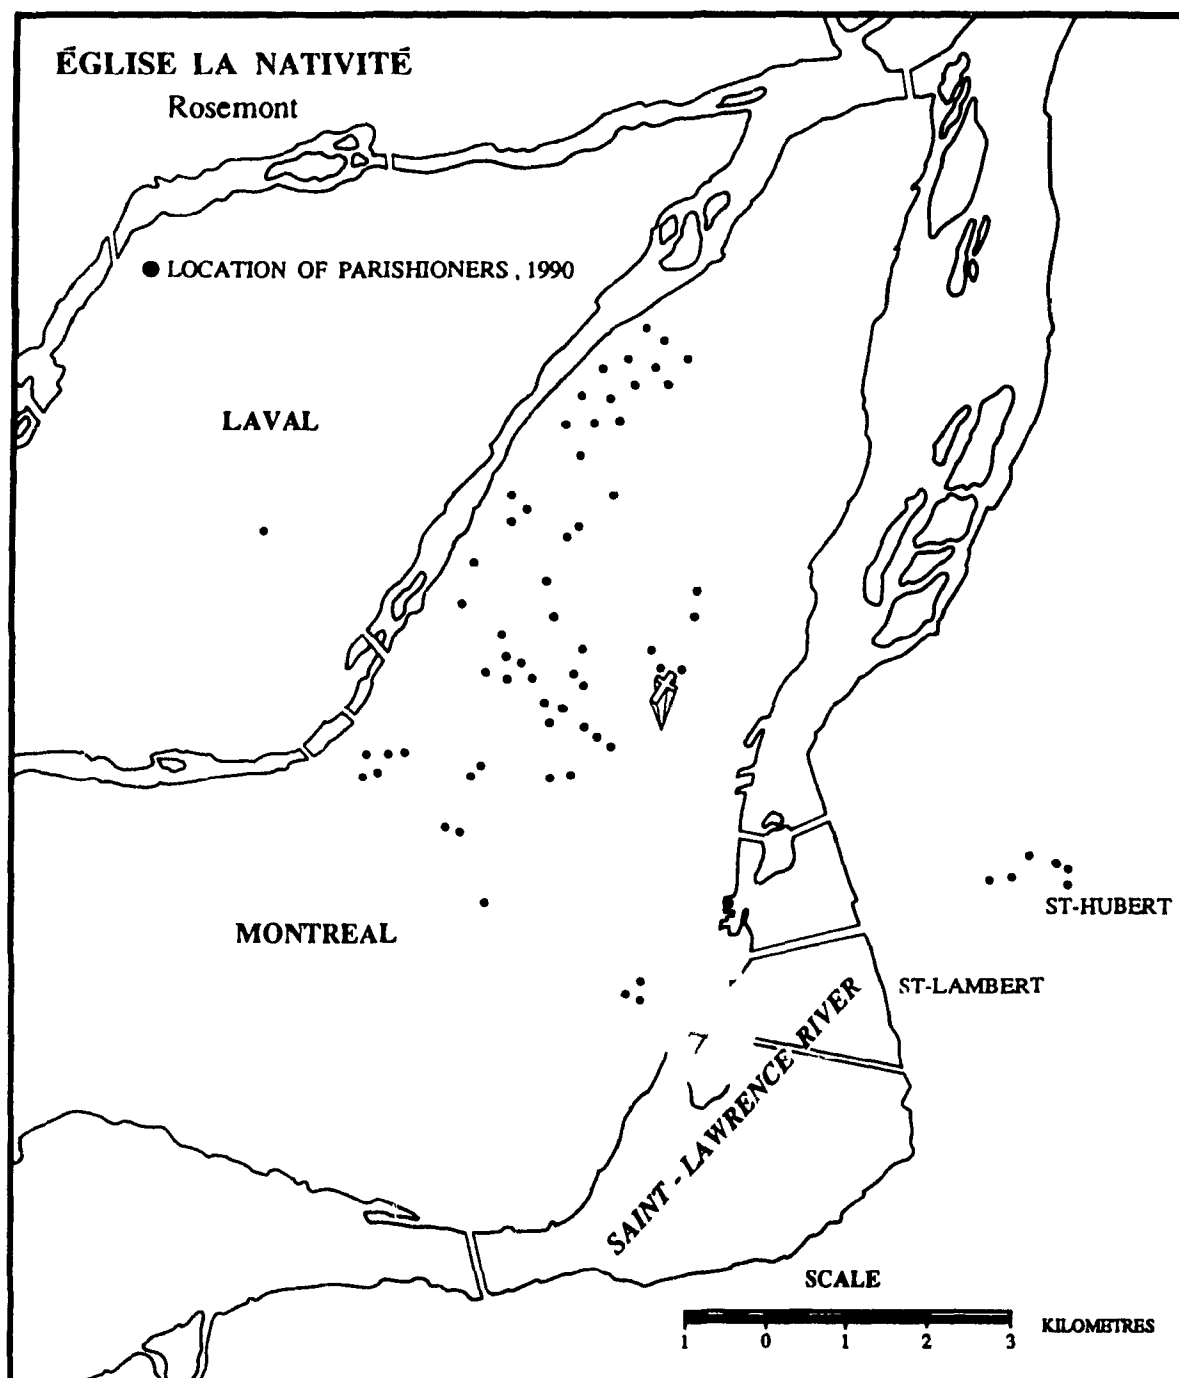 ÉGLISE LA NATIVITÉ
Rosemont
LOCATION OF PARISHIONERS, 1990
LAVAL
MONTREAL
ST-HUBERT
ST-LAMBERT
SAINT-LAWRENCE RIVER
SCALE
1 0 1 2 3 KILOMETRES